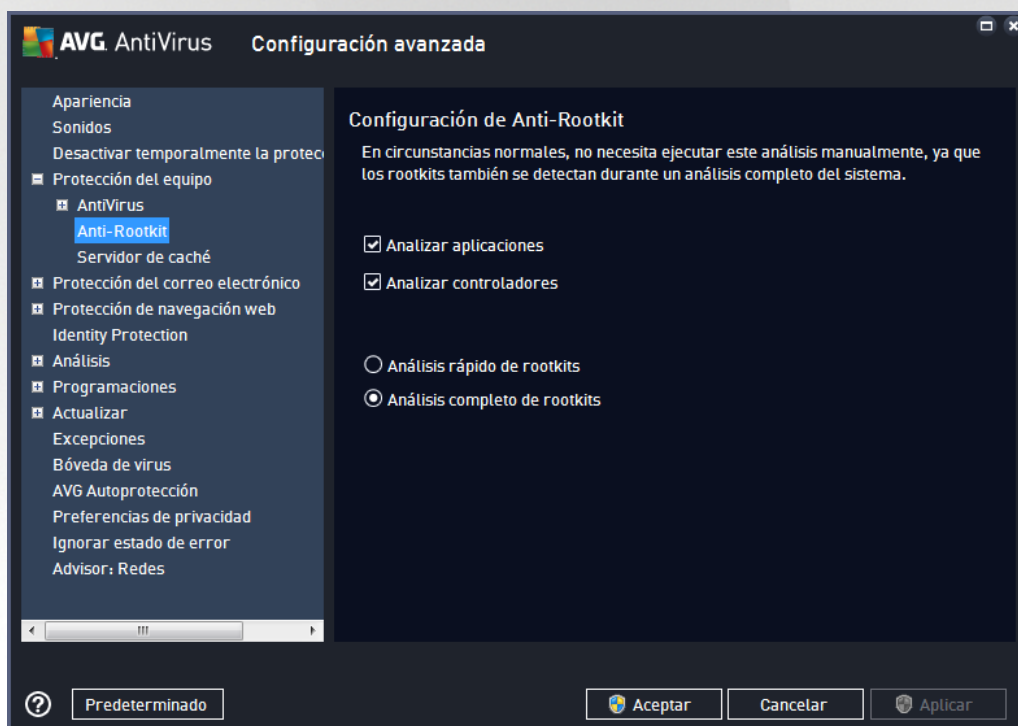 AVG. AntiVirus Configuración avanzada
Apariencia
Sonidos
Desactivar temporalmente la protec
Protección del equipo
AntiVirus
Anti-Rootkit
Servidor de caché
Protección del correo electrónico
Protección de navegación web
Identity Protection
Análisis
Programaciones
Actualizar
Excepciones
Bóveda de virus
AVG Autoprotección
Preferencias de privacidad
Ignorar estado de error
Advisor: Redes
Configuración de Anti-Rootkit
En circunstancias normales, no necesita ejecutar este análisis manualmente, ya que
los rootkits también se detectan durante un análisis completo del sistema.
Analizar aplicaciones
Analizar controladores
Análisis rápido de rootkits
Análisis completo de rootkits
Predeterminado
Aceptar
Cancelar
Aplicar